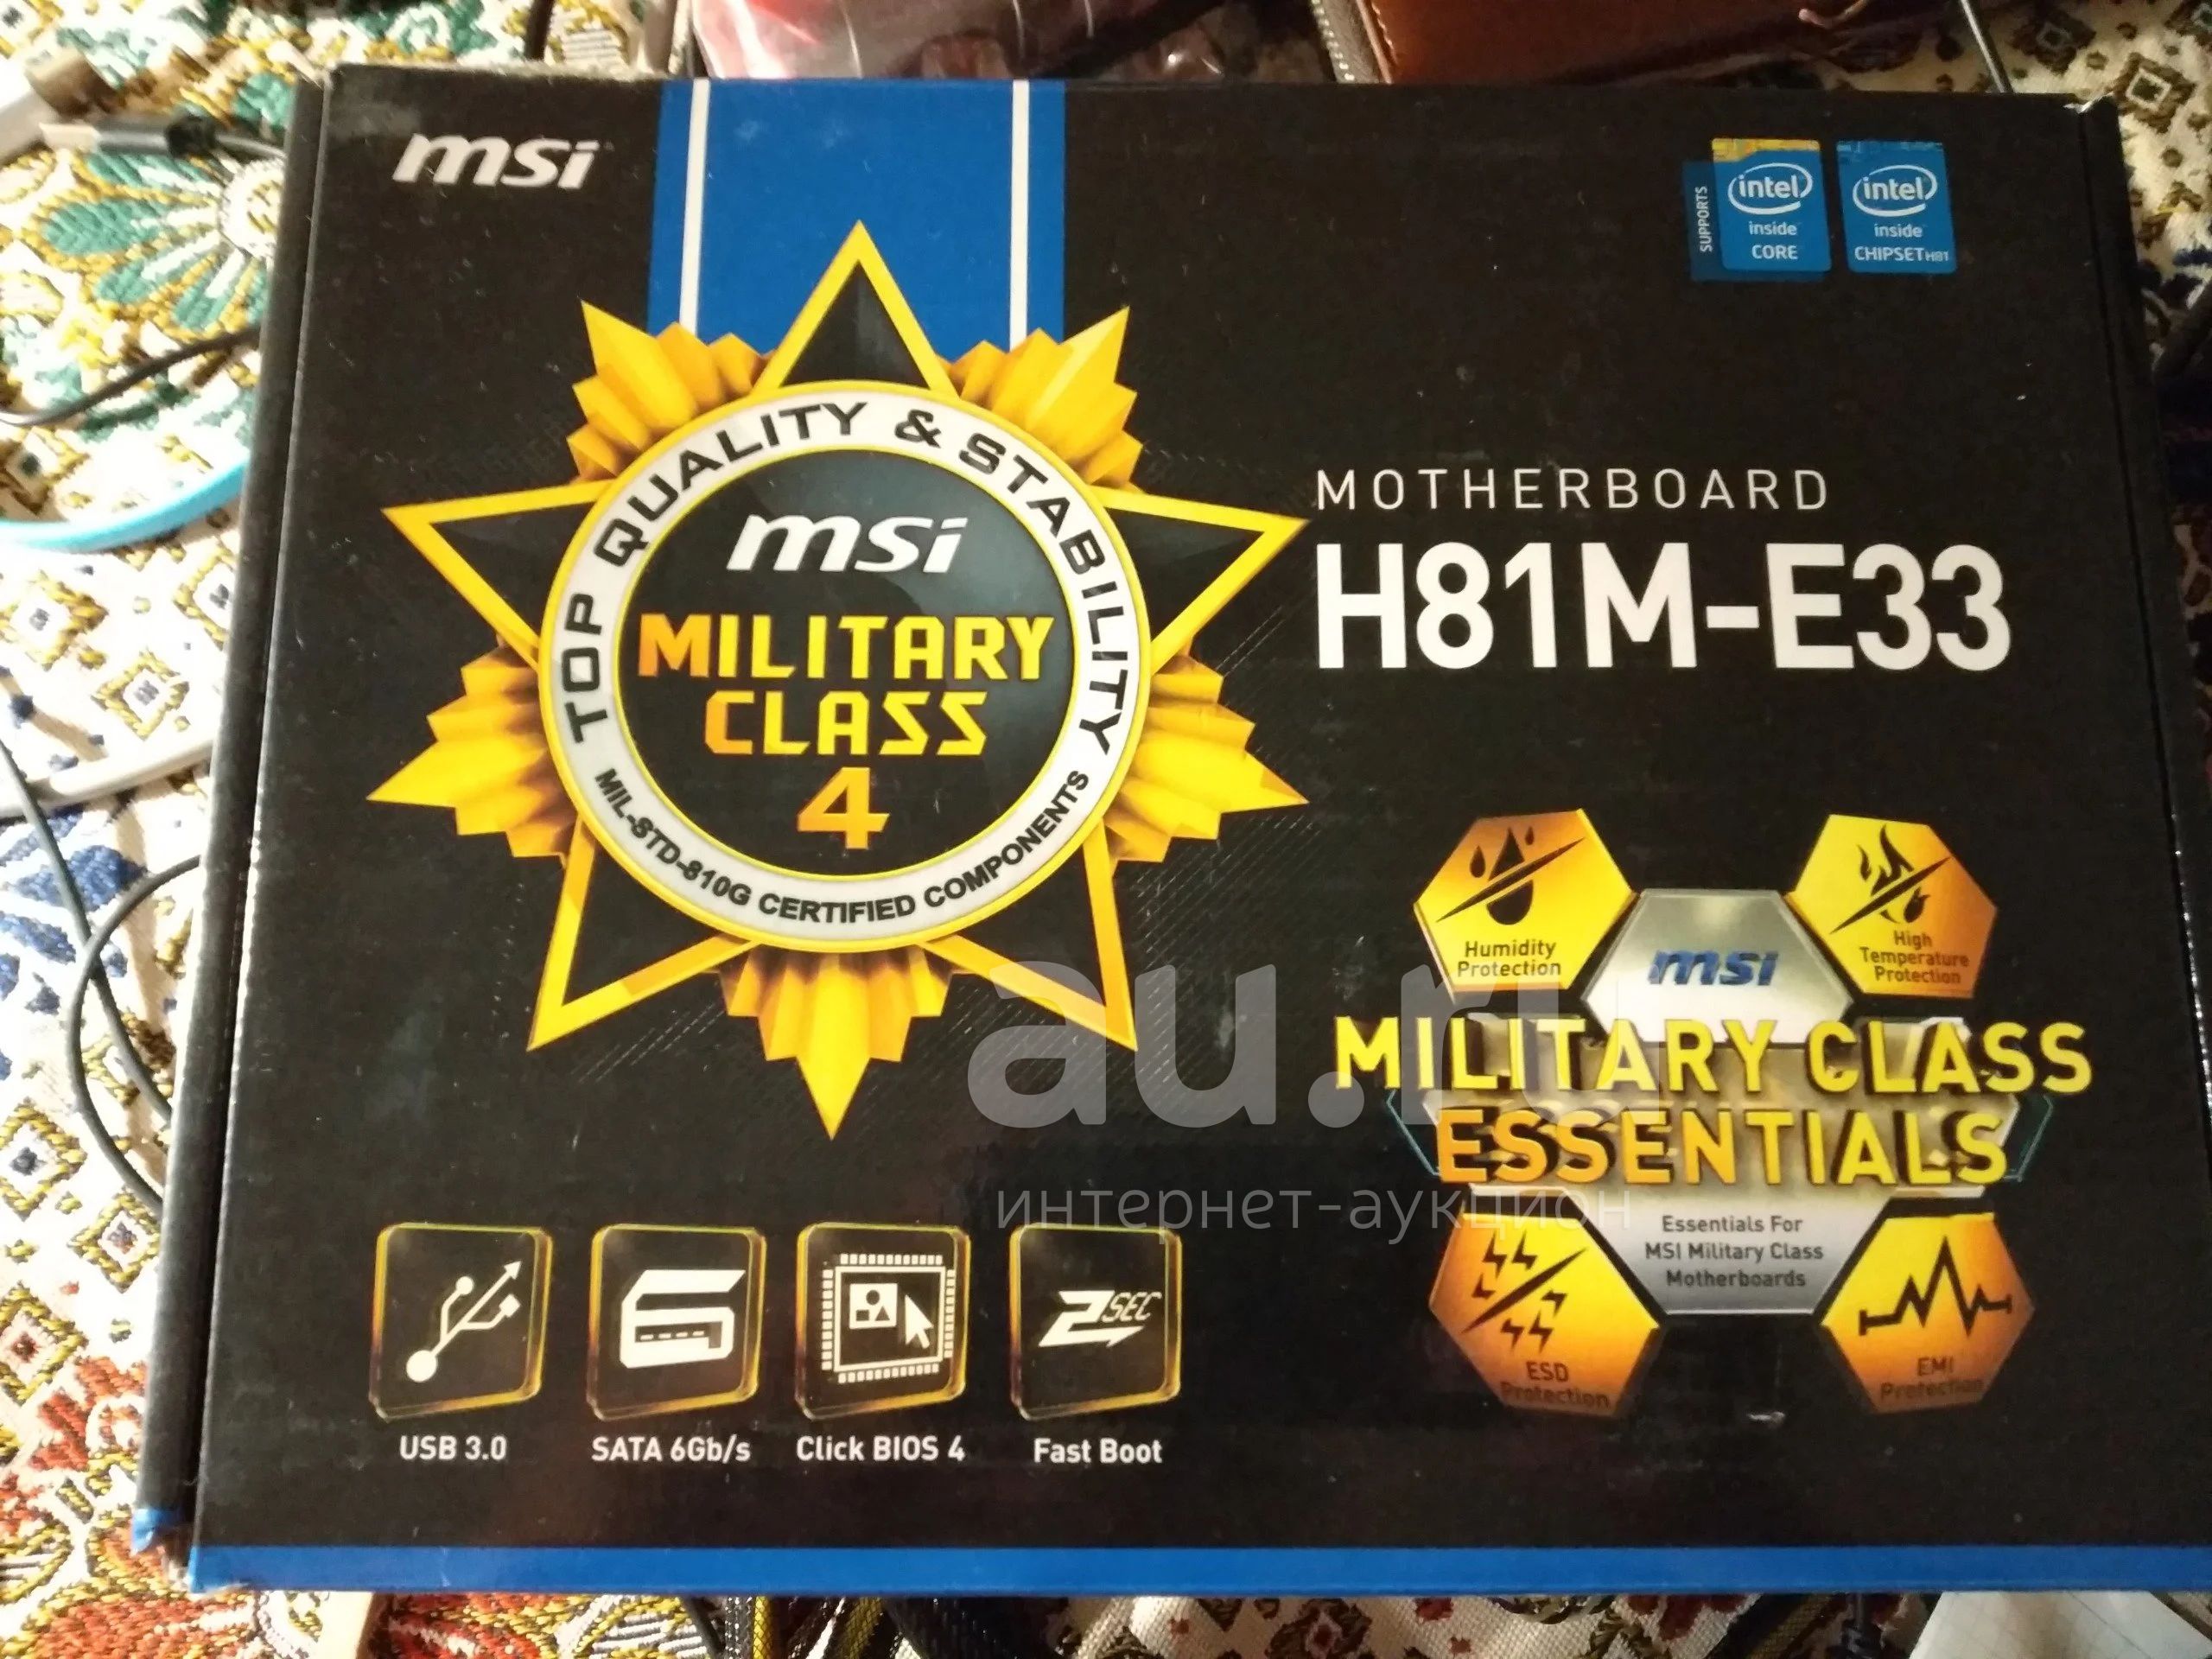 msi
SUPPORTS
intel
inside
CORE
intel
inside
CHIPSET H81
TOP QUALITY & STABILITY
msi
MILITARY
CLASS
4
MIL-STD-810G CERTIFIED COMPONENTS
MOTHERBOARD
H81M-E33
Humidity
Protection
msi
High
Temperature
Protection
MILITARY CLASS
ESSENTIALS
Essentials For
MSI Military Class
Motherboards
ESD
Protection
EMI
Protection
au.ru
интернет-аукцион
2SEC
USB 3.0
SATA 6Gb/s
Click BIOS 4
Fast Boot